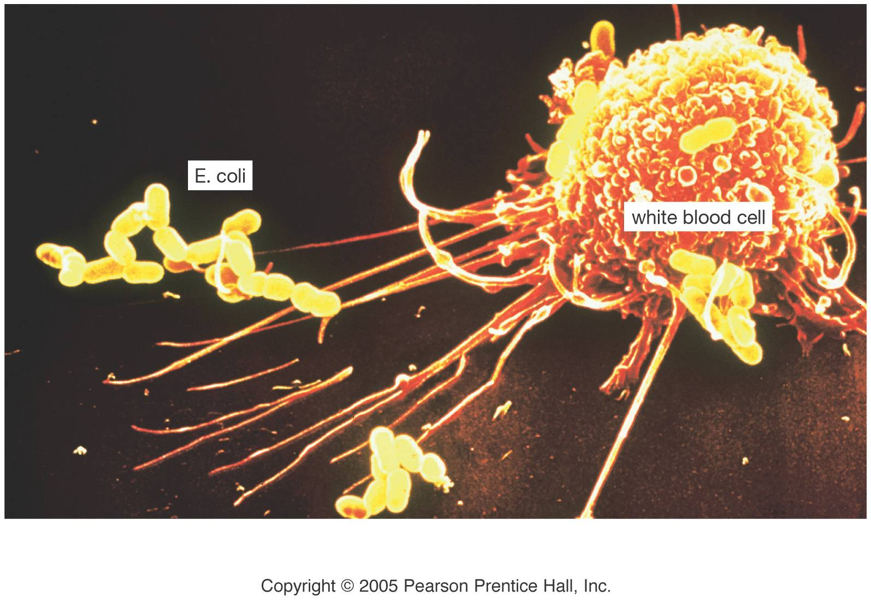 E. coli
white blood cell
Copyright © 2005 Pearson Prentice Hall, Inc.